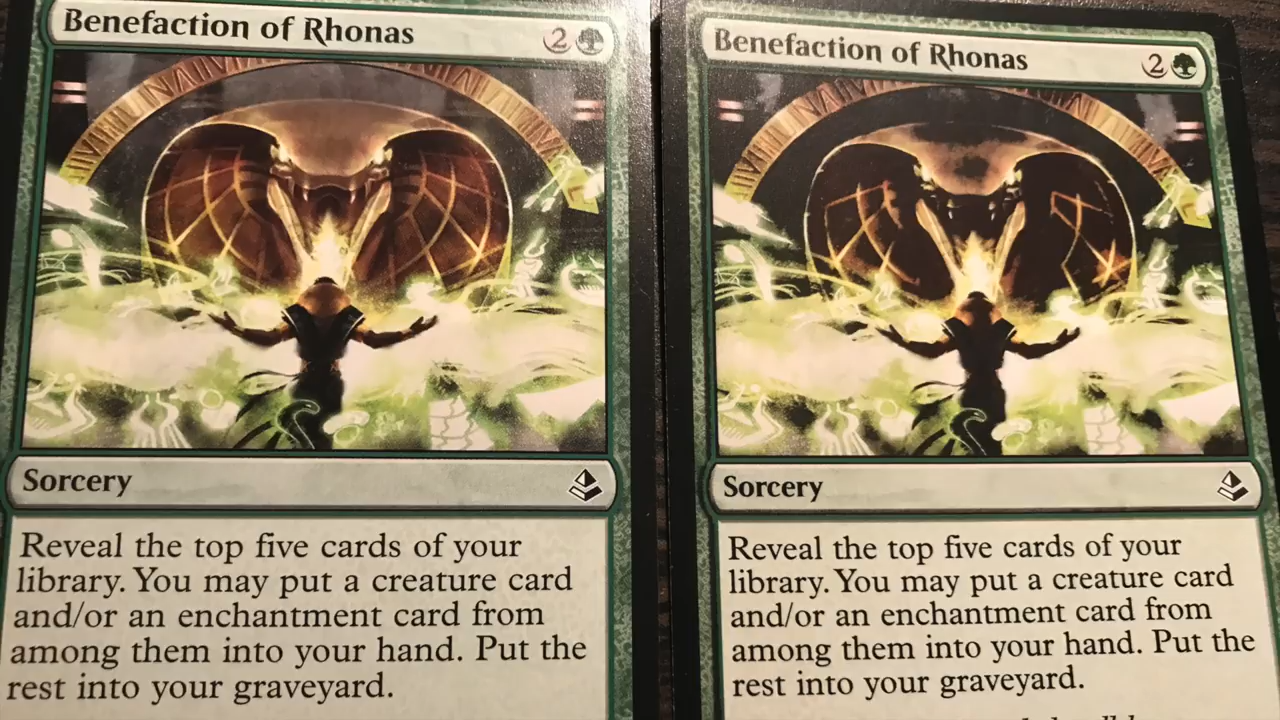 Benefaction of Rhonas 2
Sorcery
Reveal the top five cards of your
library. You may put a creature card
and/or an enchantment card from
among them into your hand. Put the
rest into your graveyard.
Benefaction of Rhonas 2
Sorcery
Reveal the top five cards of your
library. You may put a creature card
and/or an enchantment card from
among them into your hand. Put the
rest into your graveyard.